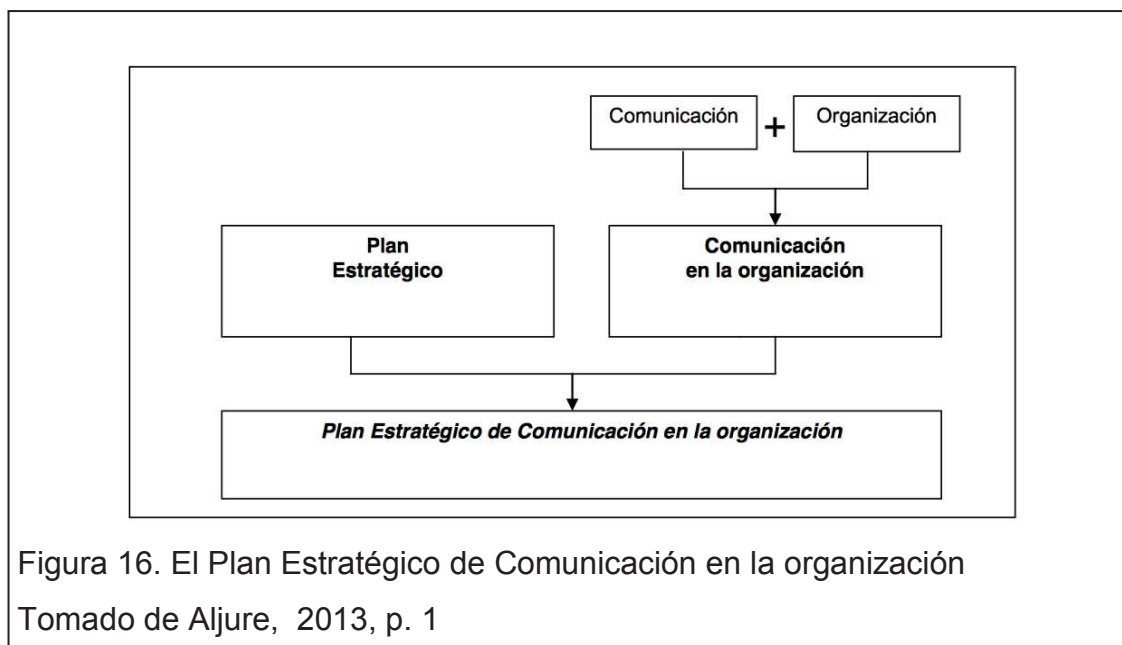 Comunicación + Organización
Plan
Estratégico
Comunicación
en la organización
Plan Estratégico de Comunicación en la organización
Figura 16. El Plan Estratégico de Comunicación en la organización
Tomado de Aljure, 2013, p. 1